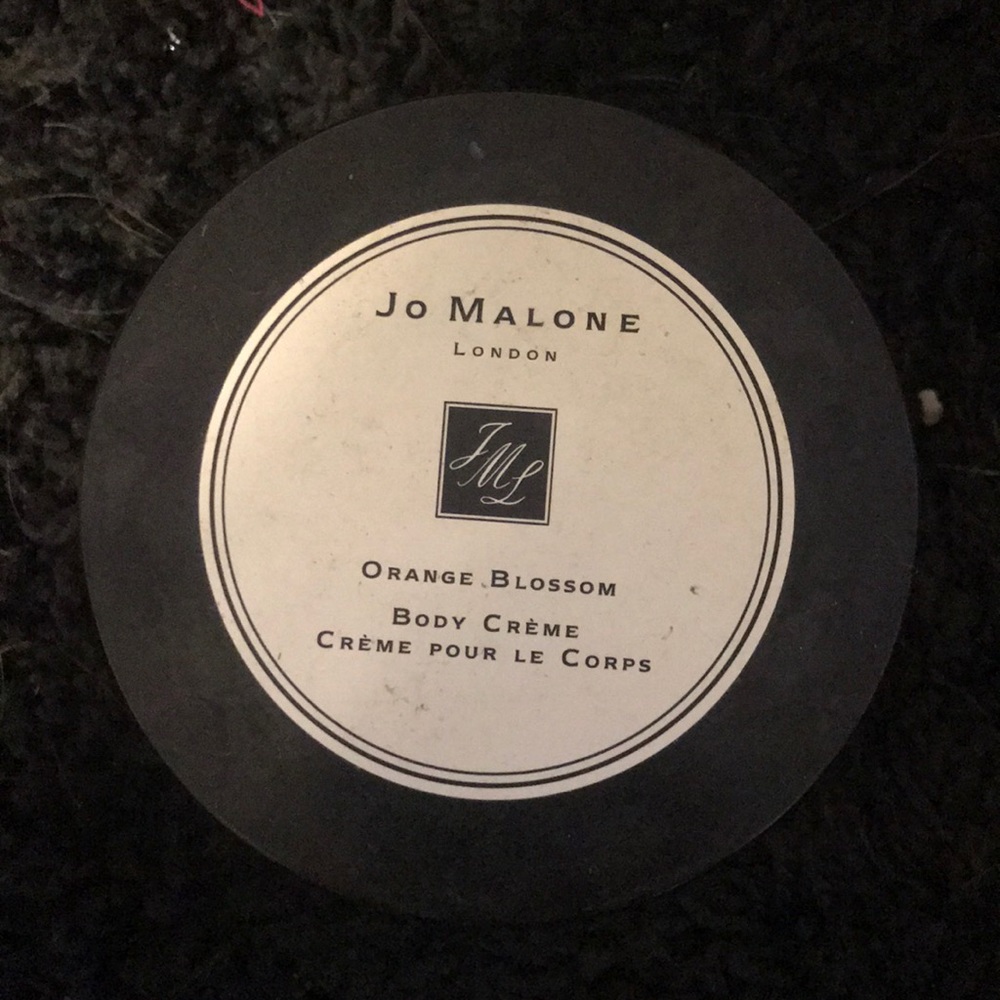 Jo Malone
London
JML
Orange Blossom
Body Crème
Crème pour le Corps